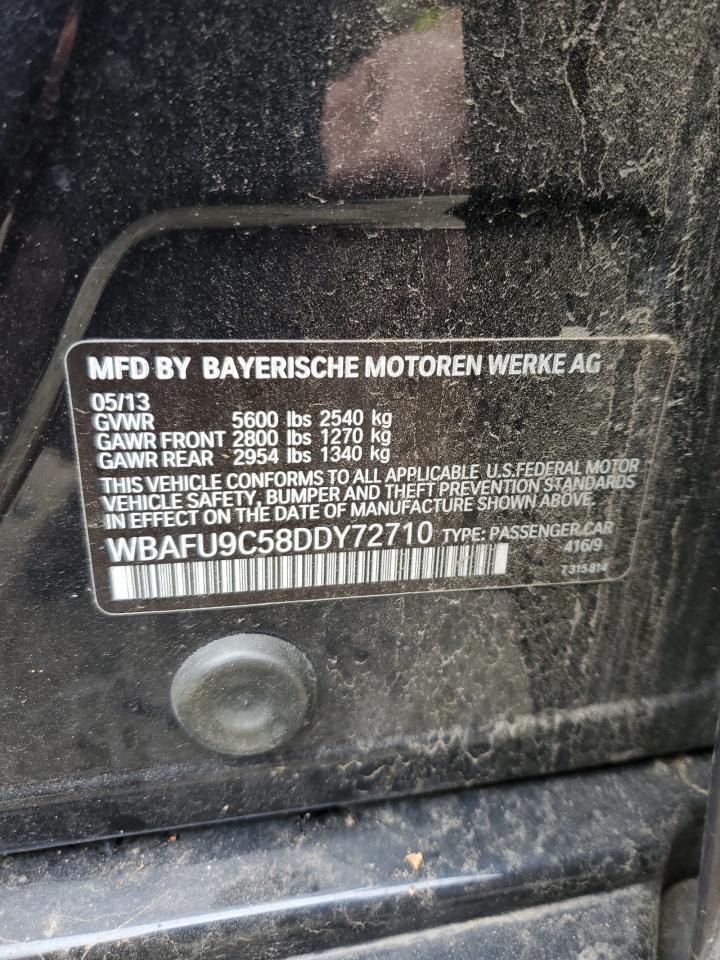 MFD BY BAYERISCHE MOTOREN WERKE AG
05/13
GVWR 5600 lbs 2540 kg
GAWR FRONT 2800 lbs 1270 kg
GAWR REAR 2954 lbs 1340 kg
THIS VEHICLE CONFORMS TO ALL APPLICABLE U.S.FEDERAL MOTOR
VEHICLE SAFETY, BUMPER AND THEFT PREVENTION STANDARDS
IN EFFECT ON THE DATE OF MANUFACTURE SHOWN ABOVE.
WBAFU9C58DDY72710 TYPE: PASSENGER CAR
416/9
7315814